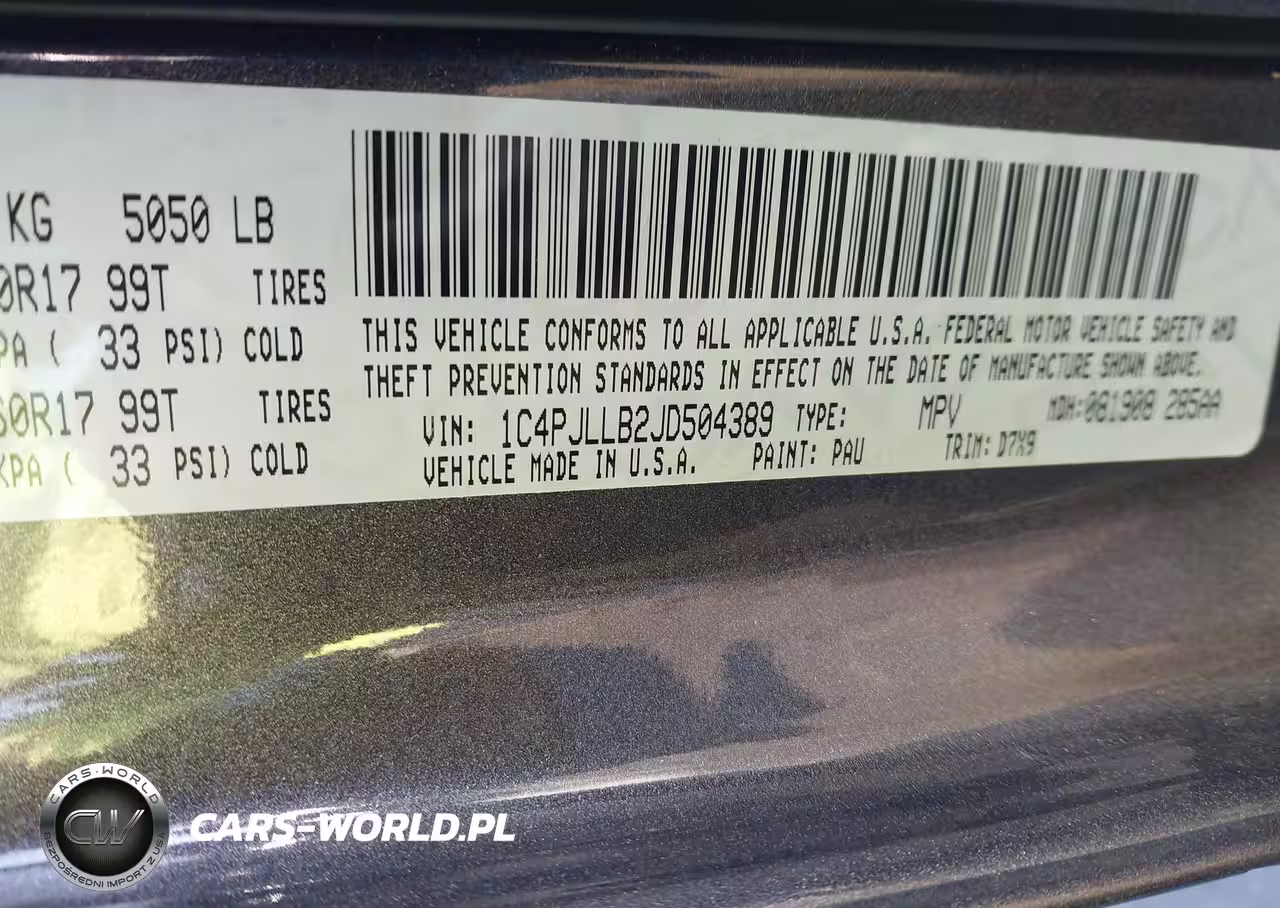 KG 5050 LB
0R17 99T TIRES
PA ( 33 PSI) COLD
60R17 99T TIRES
KPA ( 33 PSI) COLD
THIS VEHICLE CONFORMS TO ALL APPLICABLE U.S.A. FEDERAL MOTOR VEHICLE SAFETY AND
THEFT PREVENTION STANDARDS IN EFFECT ON THE DATE OF MANUFACTURE SHOWN ABOVE.
VIN: 1C4PJLLB2JD504389 TYPE: MPV MDH:081908 285AA
VEHICLE MADE IN U.S.A. PAINT: PAU TRIM: D7X9
CARS-WORLD
CW
BEZPOŚREDNI IMPORT Z USA
CARS-WORLD.PL